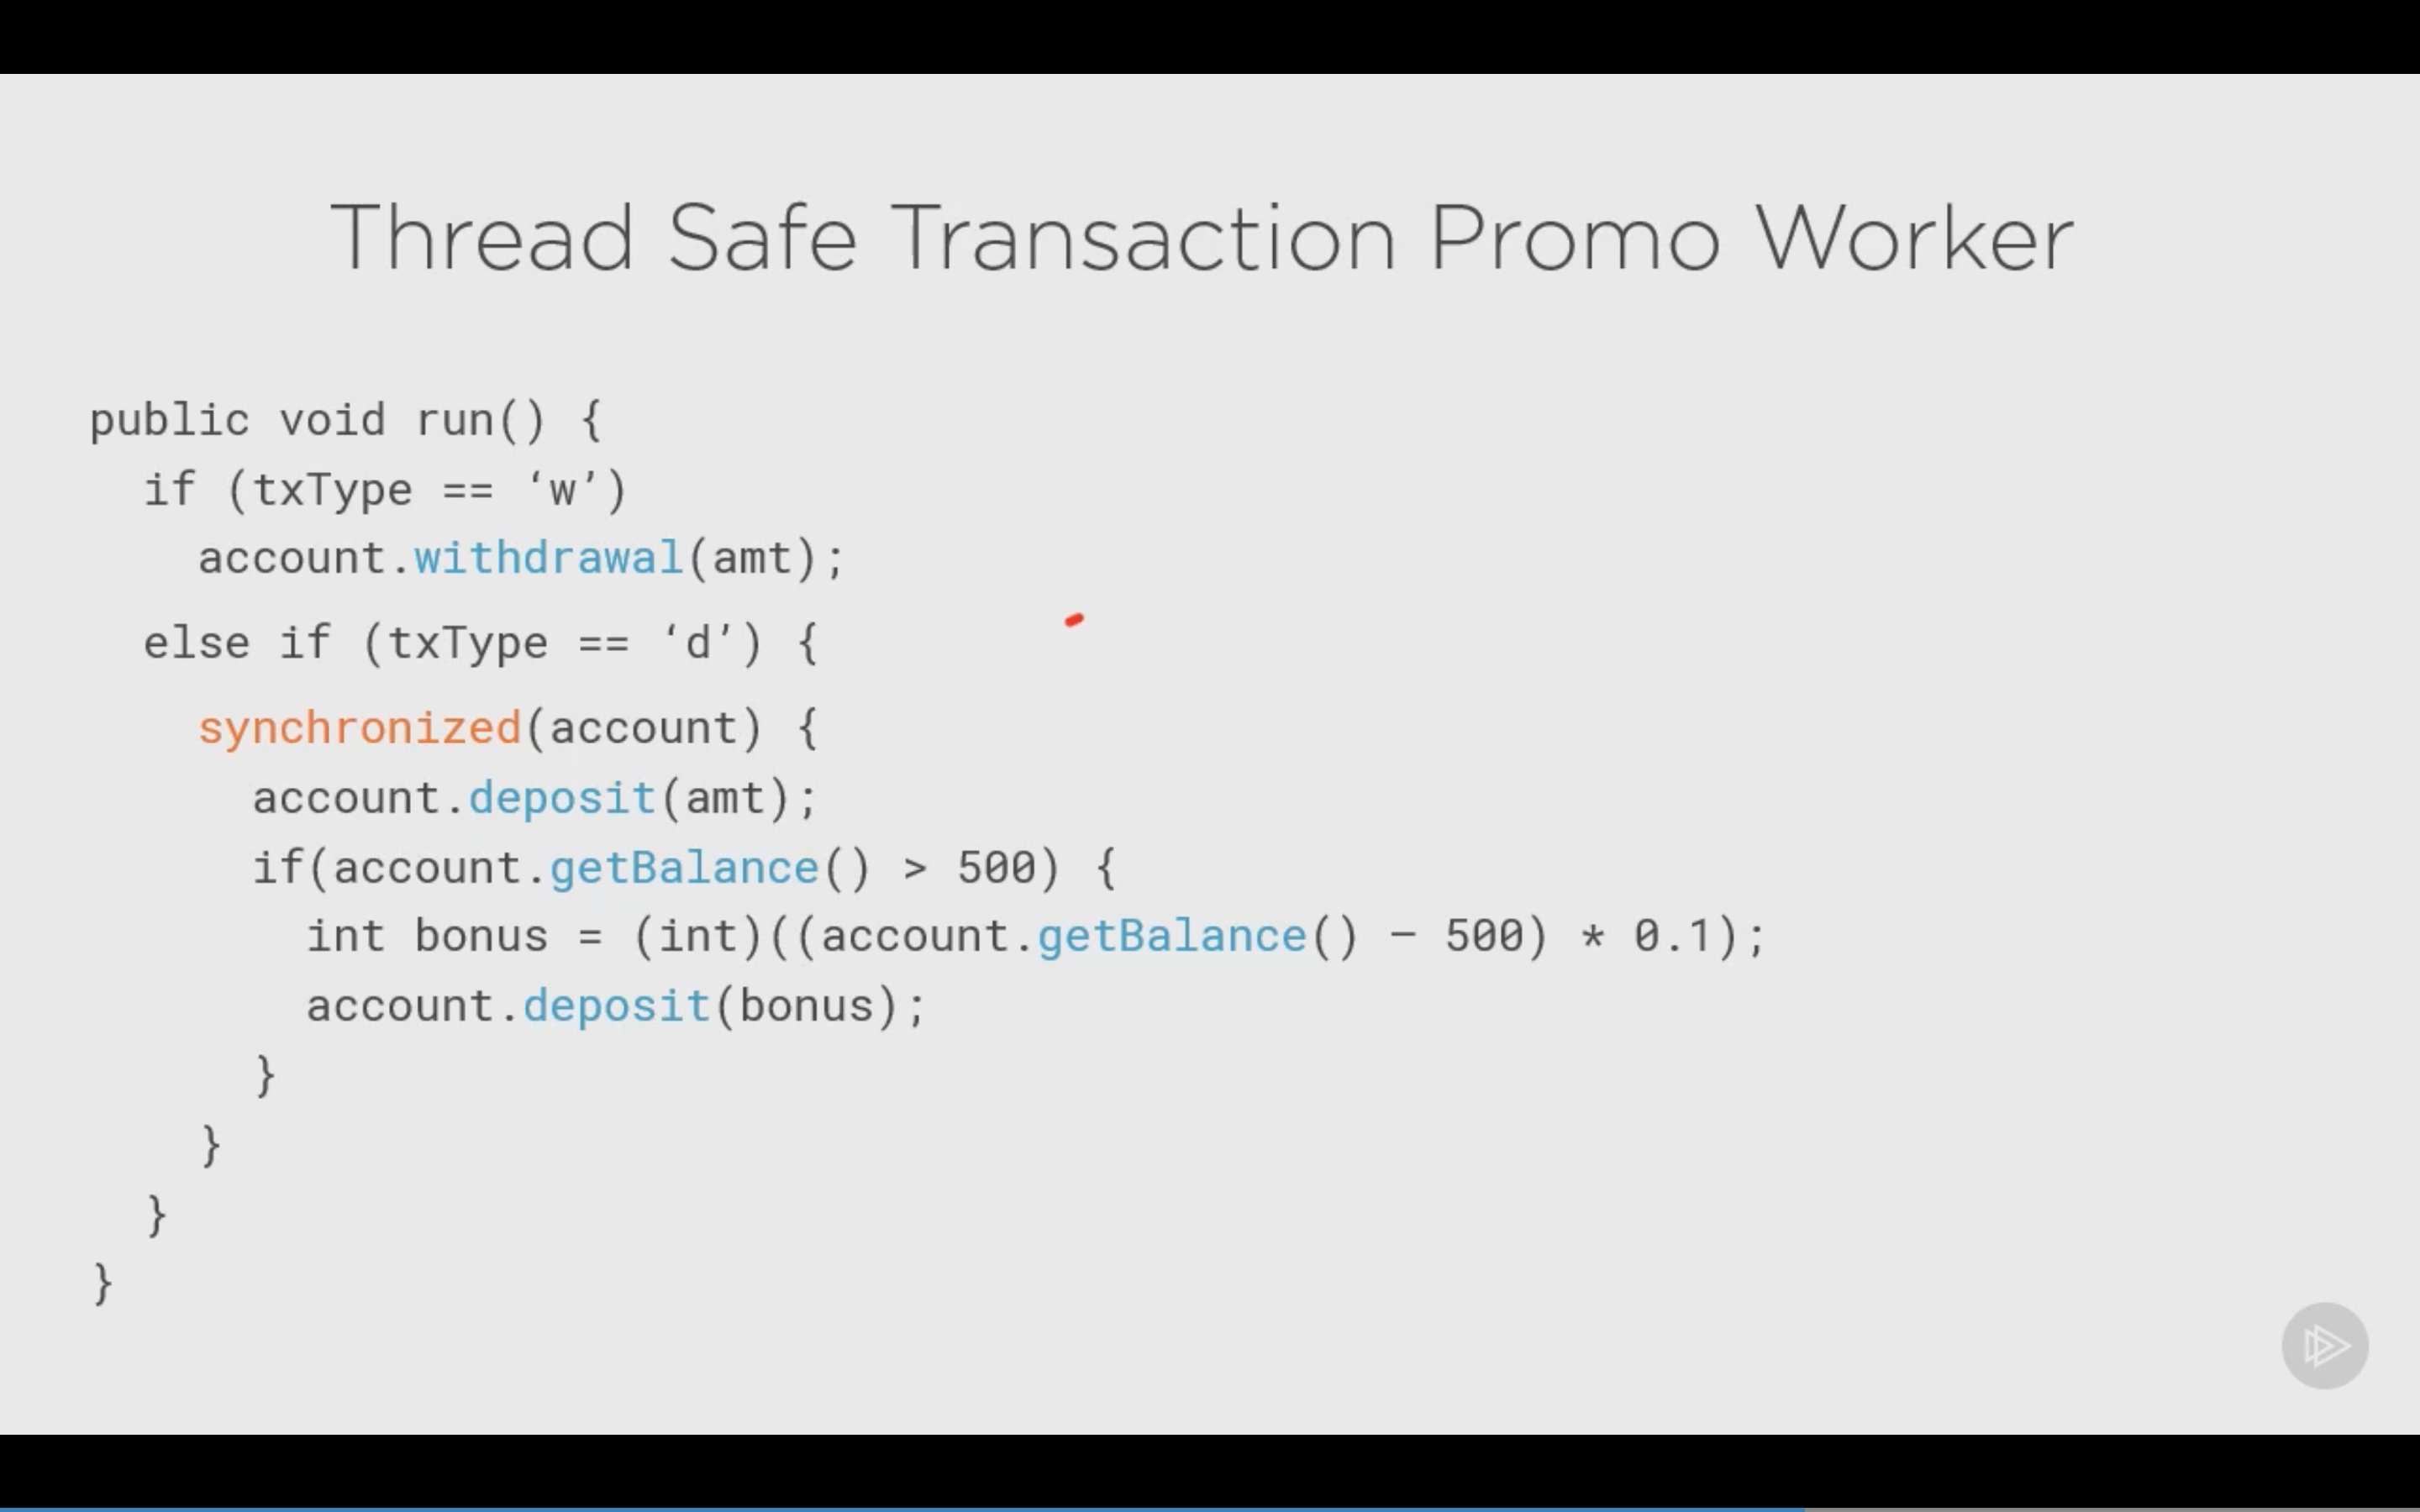 Thread Safe Transaction Promo Worker
public void run() {
if (txType == ‘w’)
account.withdrawal(amt);
else if (txType == ‘d’) {
synchronized(account) {
account.deposit(amt);
if(account.getBalance() > 500) {
int bonus = (int)((account.getBalance() – 500) * 0.1);
account.deposit(bonus);
}
}
}
}